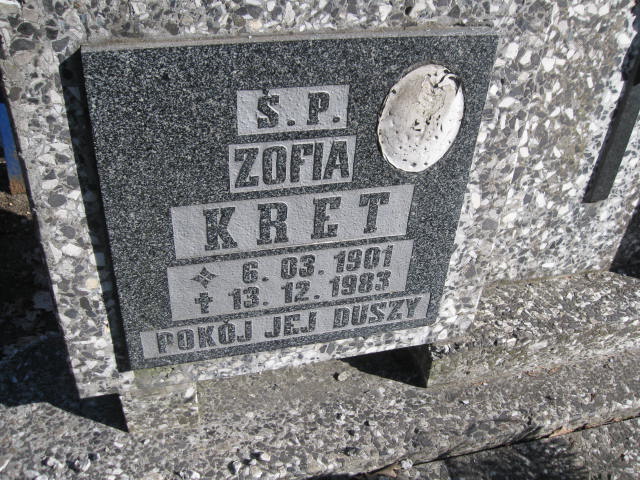 Ś. P.
ZOFIA
KRET
6. 03. 1901
13. 12. 1983
POKÓJ JEJ DUSZY